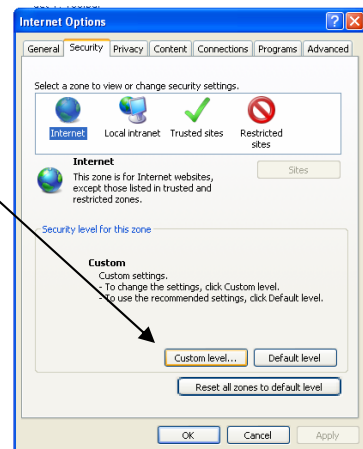 Internet Options
General Security Privacy Content Connections Programs Advanced
Select a zone to view or change security settings.
Internet Local intranet Trusted sites Restricted
sites
Internet
This zone is for Internet websites,
except those listed in trusted and
restricted zones.
Sites
Security level for this zone
Custom
Custom settings.
- To change the settings, click Custom level.
- To use the recommended settings, click Default level.
Custom level... Default level
Reset all zones to default level
OK Cancel Apply